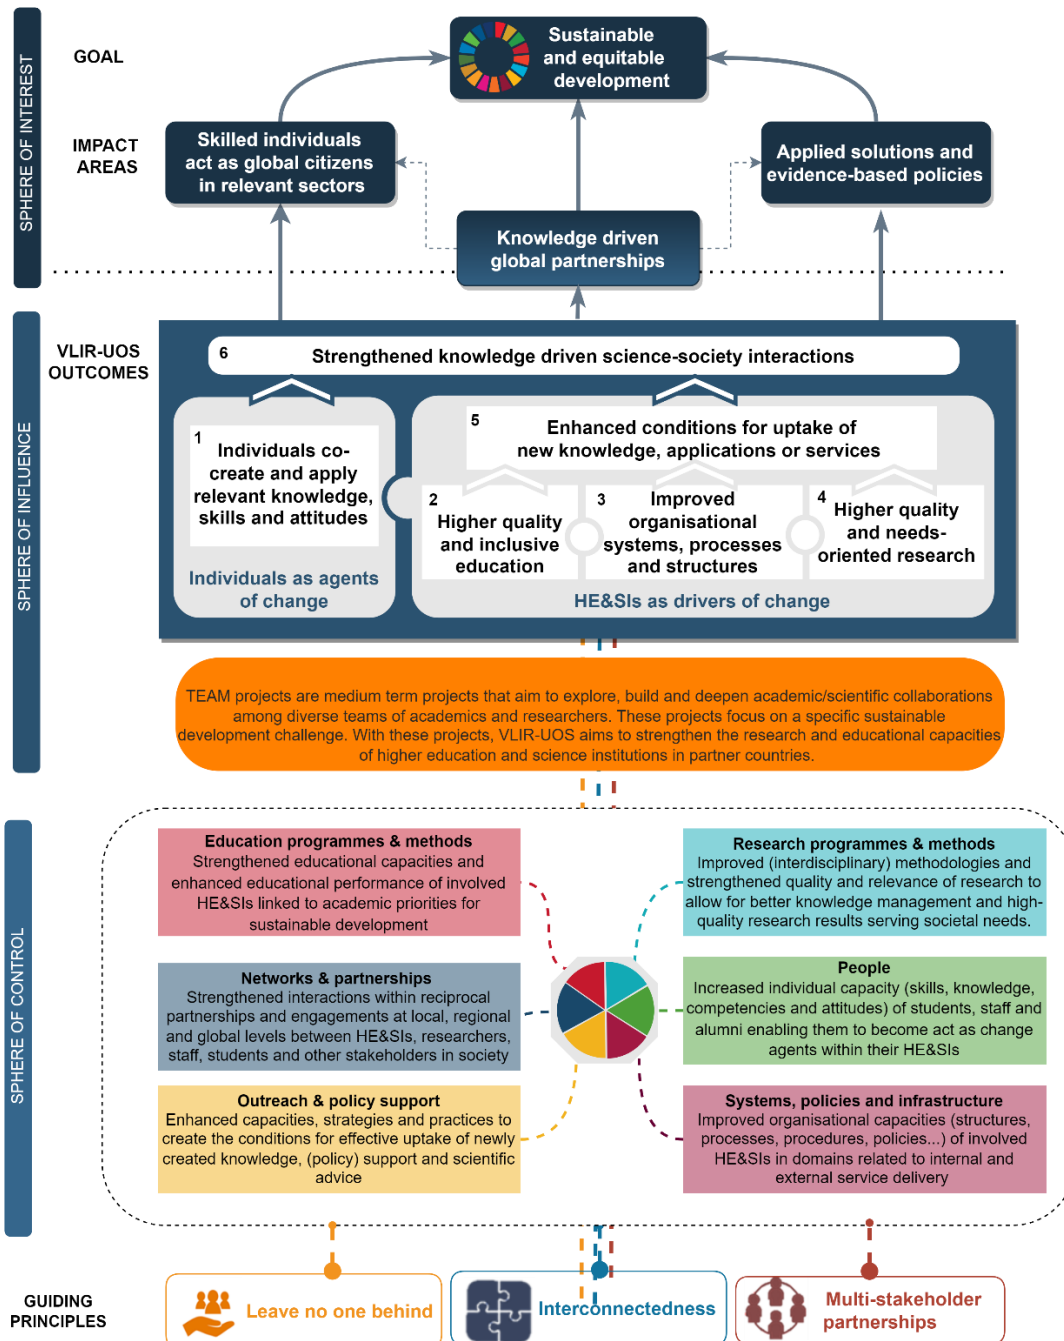 SPHERE OF INTEREST
GOAL
Sustainable
and equitable
development
IMPACT
AREAS
Skilled individuals
act as global citizens
in relevant sectors
Applied solutions and
evidence-based policies
Knowledge driven
global partnerships
SPHERE OF INFLUENCE
VLIR-UOS
OUTCOMES
6
Strengthened knowledge driven science-society interactions
1
Individuals co-
create and apply
relevant knowledge,
skills and attitudes
Individuals as agents
of change
5
Enhanced conditions for uptake of
new knowledge, applications or services
2
Higher quality
and inclusive
education
3
Improved
organisational
systems, processes
and structures
4
Higher quality
and needs-
oriented research
HE&SIs as drivers of change
TEAM projects are medium term projects that aim to explore, build and deepen academic/scientific collaborations
among diverse teams of academics and researchers. These projects focus on a specific sustainable
development challenge. With these projects, VLIR-UOS aims to strengthen the research and educational capacities
of higher education and science institutions in partner countries.
SPHERE OF CONTROL
Education programmes & methods
Strengthened educational capacities and
enhanced educational performance of involved
HE&SIs linked to academic priorities for
sustainable development
Research programmes & methods
Improved (interdisciplinary) methodologies and
strengthened quality and relevance of research to
allow for better knowledge management and high-
quality research results serving societal needs.
Networks & partnerships
Strengthened interactions within reciprocal
partnerships and engagements at local, regional
and global levels between HE&SIs, researchers,
staff, students and other stakeholders in society
People
Increased individual capacity (skills, knowledge,
competencies and attitudes) of students, staff and
alumni enabling them to become act as change
agents within their HE&SIs
Outreach & policy support
Enhanced capacities, strategies and practices to
create the conditions for effective uptake of newly
created knowledge, (policy) support and scientific
advice
Systems, policies and infrastructure
Improved organisational capacities (structures,
processes, procedures, policies...) of involved
HE&SIs in domains related to internal and
external service delivery
GUIDING
PRINCIPLES
Leave no one behind
Interconnectedness
Multi-stakeholder
partnerships